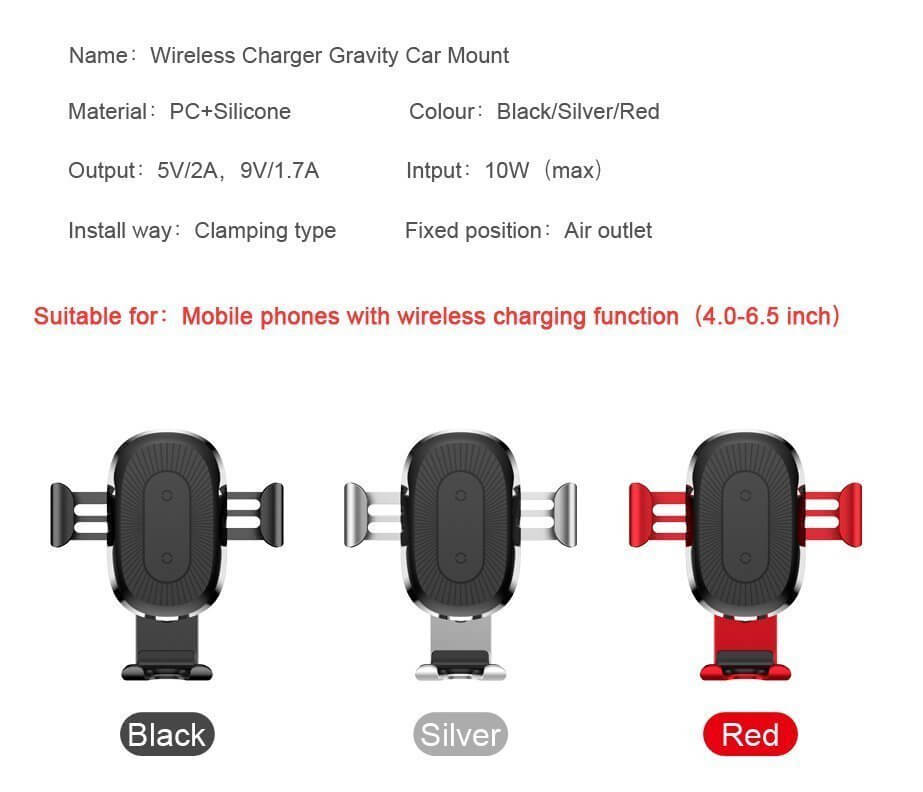 Name： Wireless Charger Gravity Car Mount
Material： PC+Silicone Colour： Black/Silver/Red
Output： 5V/2A， 9V/1.7A Intput： 10W （max）
Install way： Clamping type Fixed position： Air outlet
Suitable for： Mobile phones with wireless charging function（4.0-6.5 inch）
Black Silver Red